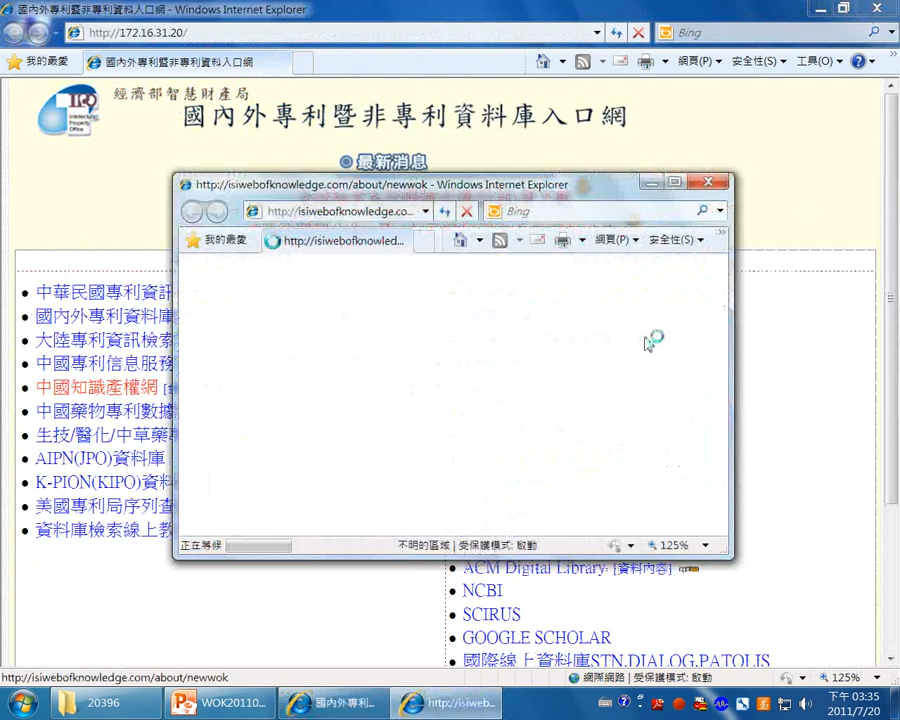 國內外專利暨非專利資料入口網 - Windows Internet Explorer
http://172.16.31.20/
Bing
我的最愛
國內外專利暨非專利資料入口網
網頁(P)
安全性(S)
工具(O)
IPO
Intellectual
Property
Office
經濟部智慧財產局
國內外專利暨非專利資料庫入口網
最新消息
http://isiwebofknowledge.com/about/newwok - Windows Internet Explorer
http://isiwebofknowledge.co...
Bing
我的最愛
http://isiwebofknowled...
網頁(P)
安全性(S)
正在等候
不明的區域 | 受保護模式: 啟動
125%
中華民國專利資訊
國內外專利資料庫
大陸專利資訊檢索
中國專利信息服務
中國知識產權網
中國藥物專利數據
生技/醫化/中草藥專
AIPN(JPO)資料庫
K-PION(KIPO)資料
美國專利局序列查
資料庫檢索線上教
ACM Digital Library- [資料內容]
NCBI
SCIRUS
GOOGLE SCHOLAR
國際線上資料庫STN.DIALOG.PATOLIS
http://isiwebofknowledge.com/about/newwok
網際網路 | 受保護模式: 啟動
125%
20396
WOK20110...
國內外專利...
http://isiweb...
下午 03:35
2011/7/20